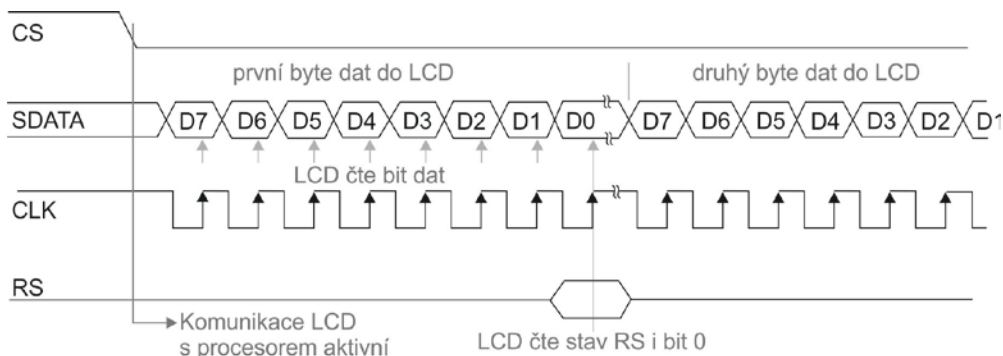 CS
první byte dat do LCD
druhý byte dat do LCD
SDATA
D7 D6 D5 D4 D3 D2 D1 D0 D7 D6 D5 D4 D3 D2 D1
LCD čte bit dat
CLK
RS
Komunikace LCD
s procesorem aktivní
LCD čte stav RS i bit 0